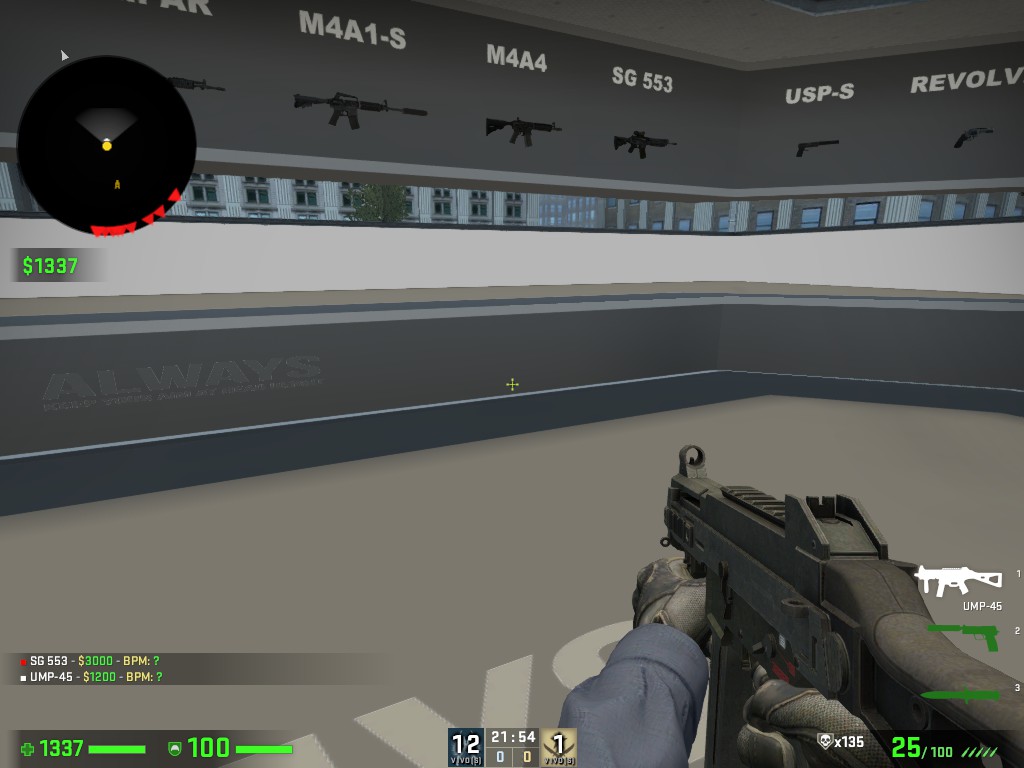 M4A1-S
M4A4
SG 553
USP-S
REVOLV
A
$1337
ALWAYS
1
UMP-45
2
3
SG 553 - $3000 - BPM: ?
UMP-45 - $1200 - BPM: ?
1337
100
12
21:54
1
0
0
x135
25/100